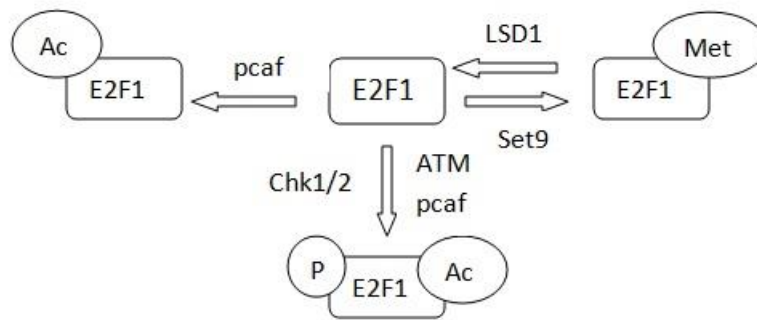 Ac
E2F1
pcaf
E2F1
LSD1
Set9
Met
E2F1
Chk1/2
ATM
pcaf
P
E2F1
Ac